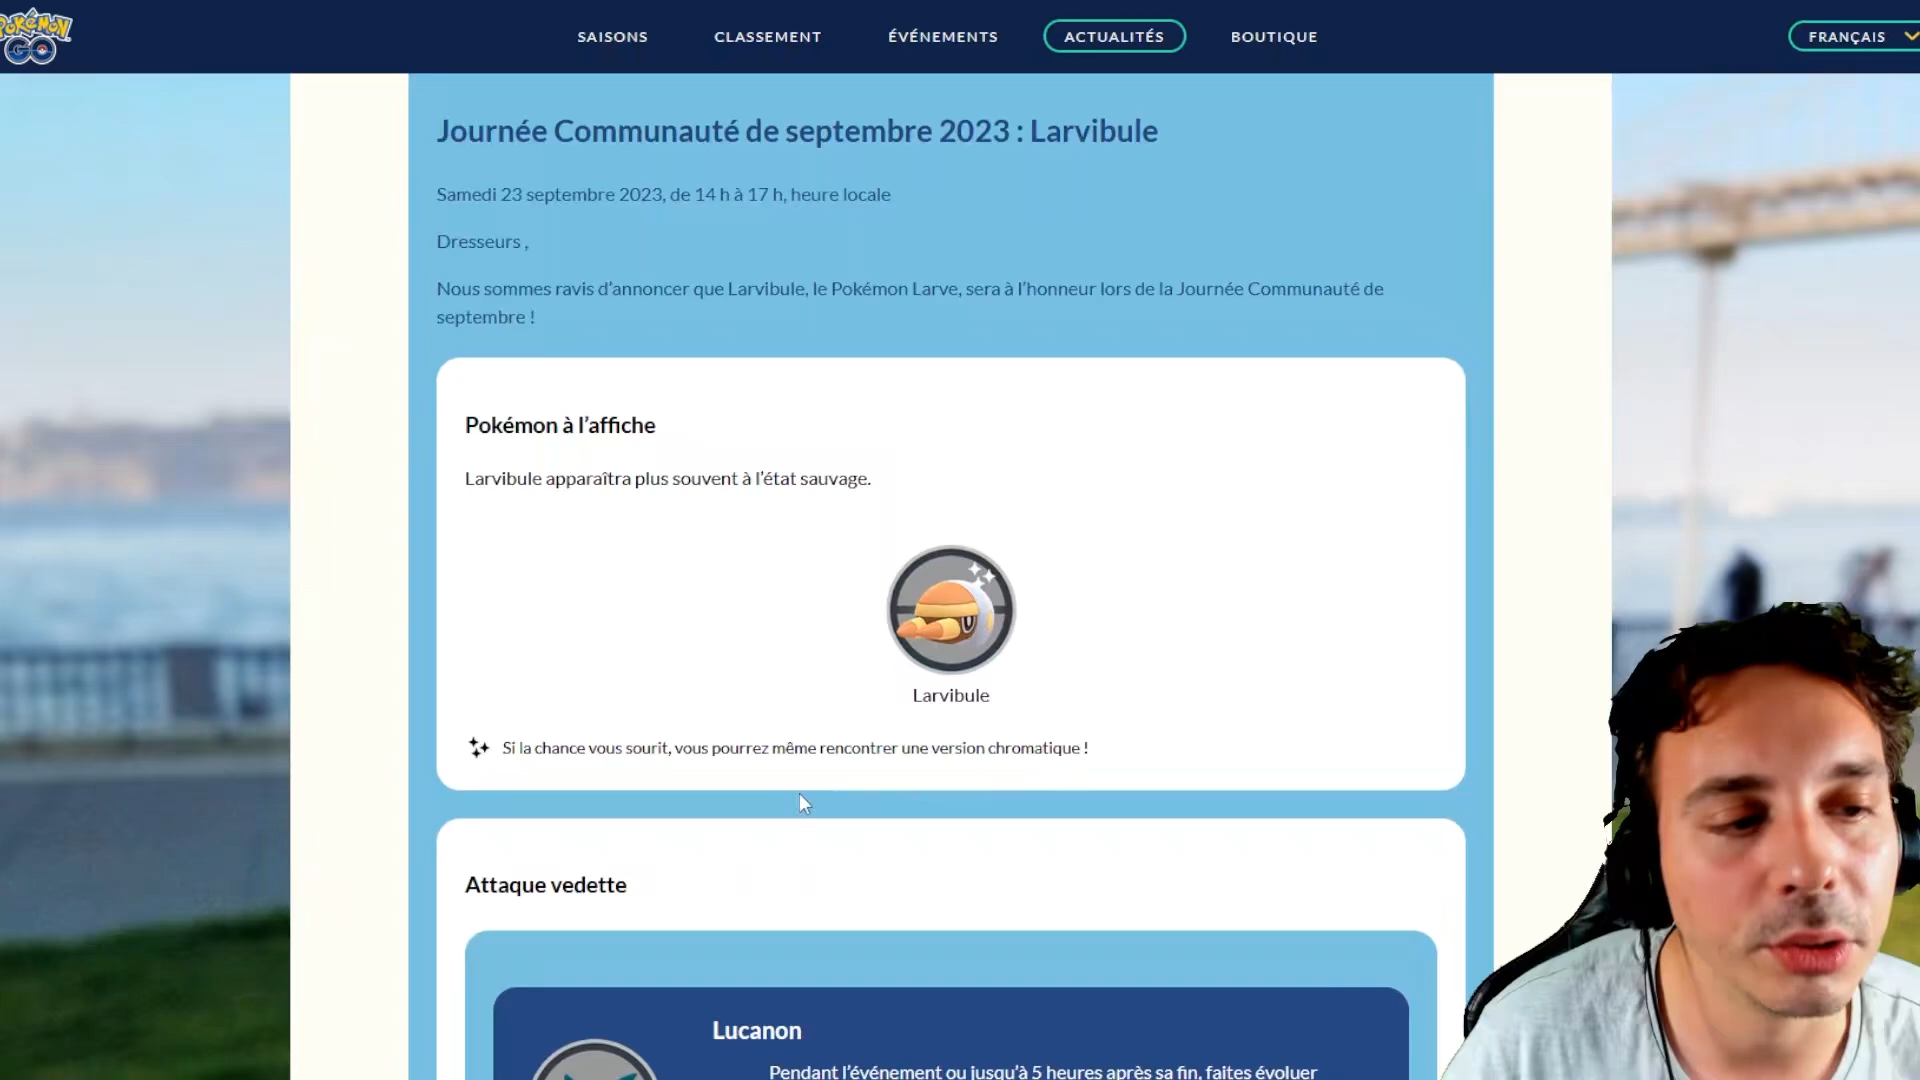 Pokémon
GO
SAISONS
CLASSEMENT
ÉVÉNEMENTS
ACTUALITÉS
BOUTIQUE
FRANÇAIS
Journée Communauté de septembre 2023 : Larvibule
Samedi 23 septembre 2023, de 14 h à 17 h, heure locale
Dresseurs ,
Nous sommes ravis d’annoncer que Larvibule, le Pokémon Larve, sera à l’honneur lors de la Journée Communauté de
septembre !
Pokémon à l’affiche
Larvibule apparaîtra plus souvent à l’état sauvage.
Larvibule
Si la chance vous sourit, vous pourrez même rencontrer une version chromatique !
Attaque vedette
Lucanon
Pendant l’événement ou jusqu’à 5 heures après sa fin, faites évoluer